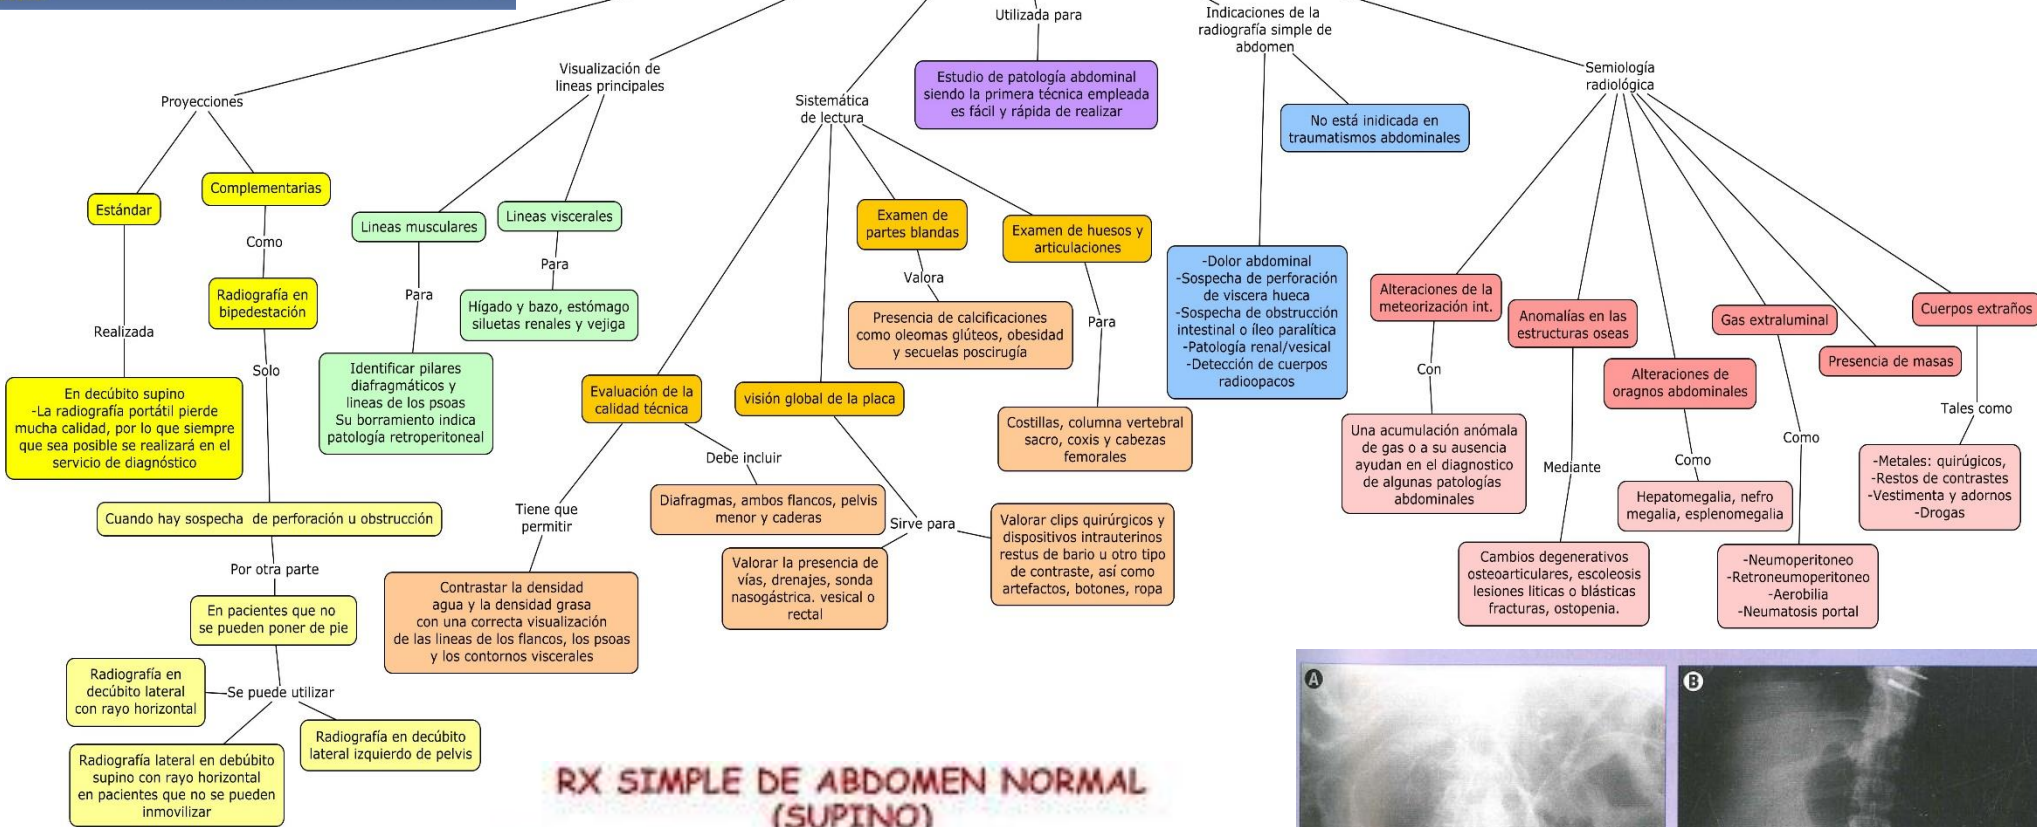 Proyecciones
Estándar
Realizada
En decúbito supino
-La radiografía portátil pierde
mucha calidad, por lo que siempre
que sea posible se realizará en el
servicio de diagnóstico
Complementarias
Como
Radiografía en
bipedestación
Solo
Cuando hay sospecha de perforación u obstrucción
Por otra parte
En pacientes que no
se pueden poner de pie
Se puede utilizar
Radiografía en
decúbito lateral
con rayo horizontal
Radiografía lateral en debúbito
supino con rayo horizontal
en pacientes que no se pueden
inmovilizar
Radiografía en decúbito
lateral izquierdo de pelvis
Visualización de
lineas principales
Lineas musculares
Para
Identificar pilares
diafragmáticos y
lineas de los psoas
Su borramiento indica
patología retroperitoneal
Lineas viscerales
Para
Hígado y bazo, estómago
siluetas renales y vejiga
Sistemática
de lectura
Evaluación de la
calidad técnica
Tiene que
permitir
Contrastar la densidad
agua y la densidad grasa
con una correcta visualización
de las lineas de los flancos, los psoas
y los contornos viscerales
Debe incluir
Diafragmas, ambos flancos, pelvis
menor y caderas
visión global de la placa
Sirve para
Valorar la presencia de
vías, drenajes, sonda
nasogástrica. vesical o
rectal
Valorar clips quirúrgicos y
dispositivos intrauterinos
restus de bario u otro tipo
de contraste, así como
artefactos, botones, ropa
Examen de
partes blandas
Valora
Presencia de calcificaciones
como oleomas glúteos, obesidad
y secuelas poscirugía
Examen de huesos y
articulaciones
Para
Costillas, columna vertebral
sacro, coxis y cabezas
femorales
Utilizada para
Estudio de patología abdominal
siendo la primera técnica empleada
es fácil y rápida de realizar
Indicaciones de la
radiografía simple de
abdomen
-Dolor abdominal
-Sospecha de perforación
de viscera hueca
-Sospecha de obstrucción
intestinal o íleo paralítica
-Patología renal/vesical
-Detección de cuerpos
radioopacos
No está inidicada en
traumatismos abdominales
Semiología
radiológica
Alteraciones de la
meteorización int.
Con
Una acumulación anómala
de gas o a su ausencia
ayudan en el diagnostico
de algunas patologías
abdominales
Anomalías en las
estructuras oseas
Mediante
Cambios degenerativos
osteoarticulares, escoleosis
lesiones liticas o blásticas
fracturas, ostopenia.
Alteraciones de
oragnos abdominales
Como
Hepatomegalia, nefro
megalia, esplenomegalia
Gas extraluminal
Como
-Neumoperitoneo
-Retroneumoperitoneo
-Aerobilia
-Neumatosis portal
Presencia de masas
Cuerpos extraños
Tales como
-Metales: quirúgicos,
-Restos de contrastes
-Vestimenta y adornos
-Drogas
RX SIMPLE DE ABDOMEN NORMAL
(SUPINO)
A
B